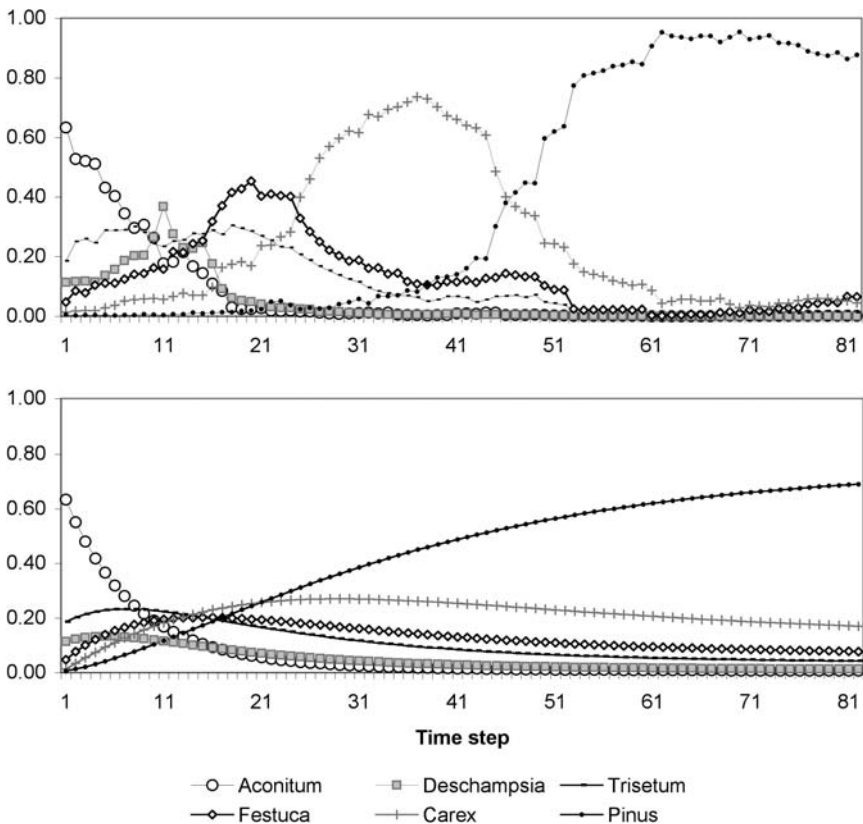 1.00
0.80
0.60
0.40
0.20
0.00
1 11 21 31 41 51 61 71 81
1.00
0.80
0.60
0.40
0.20
0.00
1 11 21 31 41 51 61 71 81
Time step
Aconitum Deschampsia Trisetum
Festuca Carex Pinus